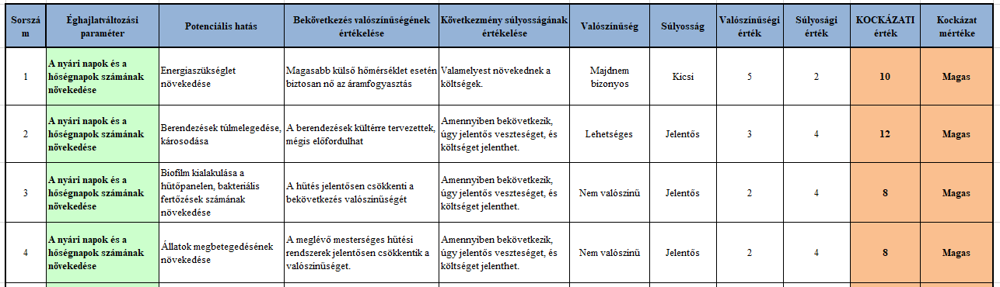 Sorszá
m
Éghajlatváltozási
paraméter
Potenciális hatás
Bekövetkezés valószínűségének
értékelése
Következmény súlyosságának
értékelése
Valószínűség
Súlyosság
Valószínűségi
érték
Súlyosági
érték
KOCKÁZATI
érték
Kockázat
mértéke
1
A nyári napok és a
hőségnapok számának
növekedése
Energiaszükséglet
növekedése
Magasabb külső hőmérséklet esetén
biztosan nő az áramfogyasztás
Valamelyest növekednek a
költségek.
Majdnem
bizonyos
Kicsi
5
2
10
Magas
2
A nyári napok és a
hőségnapok számának
növekedése
Berendezések túlmelegedése,
károsodása
A berendezések kültérre tervezettek,
mégis előfordulhat
Amennyiben bekövetkezik,
úgy jelentős veszteséget, és
költséget jelenthet.
Lehetséges
Jelentős
3
4
12
Magas
3
A nyári napok és a
hőségnapok számának
növekedése
Biofilm kialakulása a
hűtőpanelen, bakteriális
fertőzések számának
növekedése
A hűtés jelentősen csökkenti a
bekövetkezés valószínűségét
Amennyiben bekövetkezik,
úgy jelentős veszteséget, és
költséget jelenthet.
Nem valószínű
Jelentős
2
4
8
Magas
4
A nyári napok és a
hőségnapok számának
növekedése
Állatok megbetegedésének
növekedése
A meglévő mesterséges hűtési
rendszerek jelentősen csökkentik a
valószínűséget.
Amennyiben bekövetkezik,
úgy jelentős veszteséget, és
költséget jelenthet.
Nem valószínű
Jelentős
2
4
8
Magas